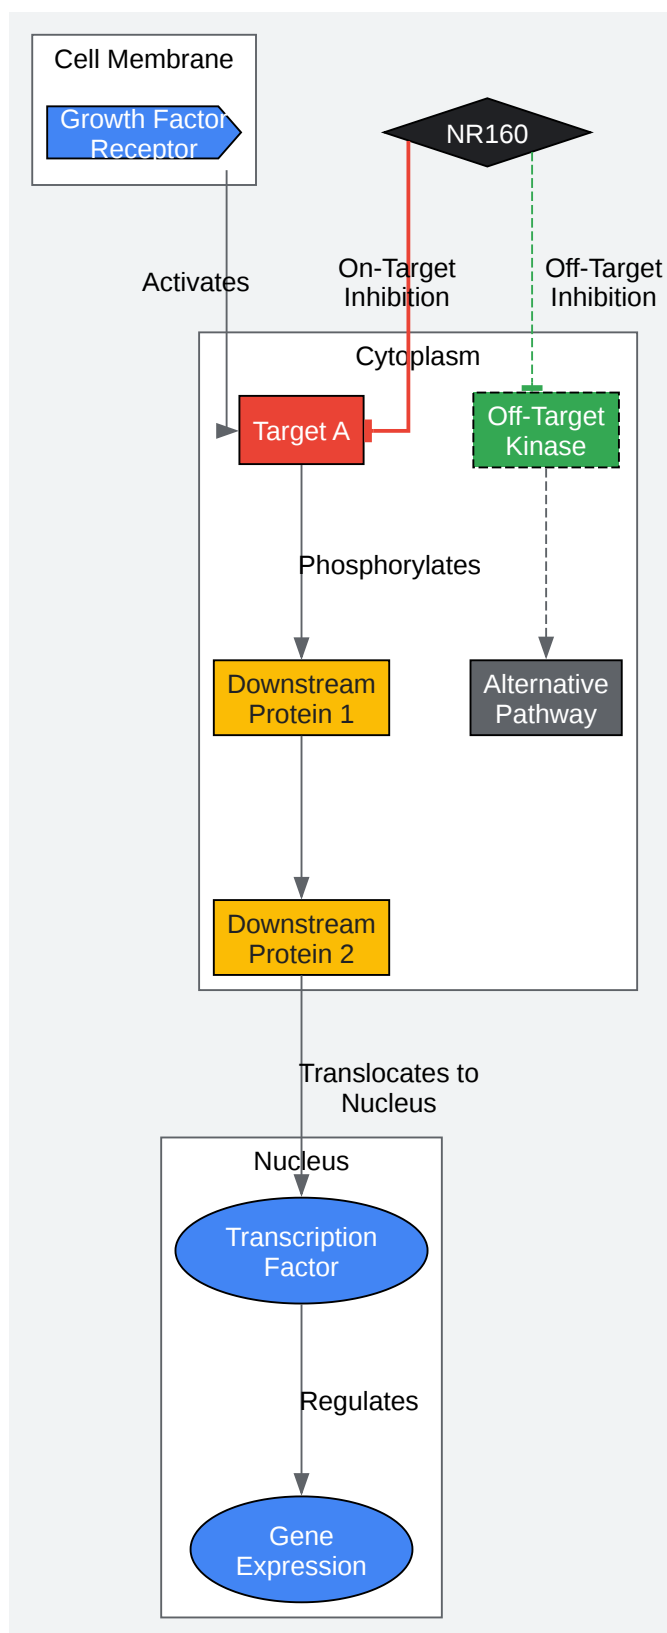 Cell Membrane
Growth Factor
Receptor
NR160
Activates
On-Target
Inhibition
Off-Target
Inhibition
Cytoplasm
Target A
Off-Target
Kinase
Phosphorylates
Downstream
Protein 1
Alternative
Pathway
Downstream
Protein 2
Translocates to
Nucleus
Nucleus
Transcription
Factor
Regulates
Gene
Expression